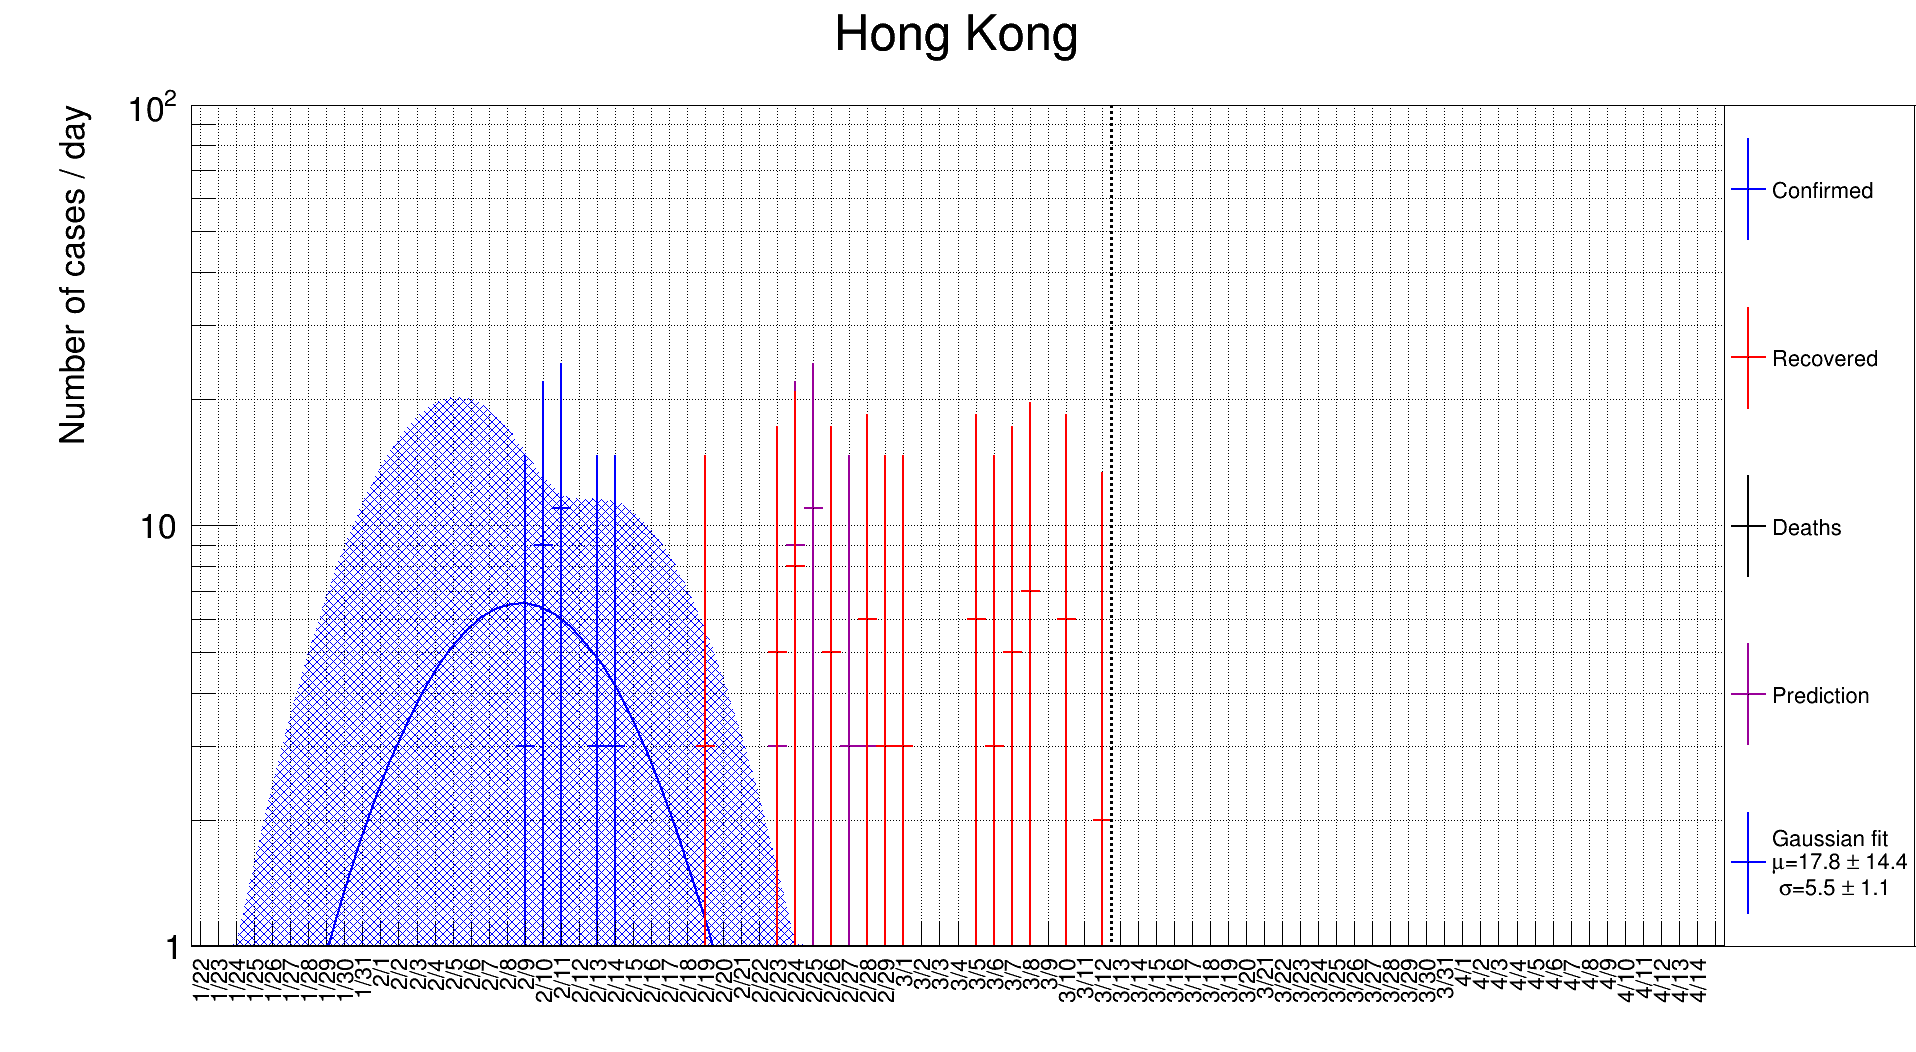 Hong Kong
Number of cases / day
10²
10
1
1/22 1/23 1/24 1/25 1/26 1/27 1/28 1/29 1/30 1/31 2/1 2/2 2/3 2/4 2/5 2/6 2/7 2/8 2/9 2/10 2/11 2/12 2/13 2/14 2/15 2/16 2/17 2/18 2/19 2/20 2/21 2/22 2/23 2/24 2/25 2/26 2/27 2/28 2/29 3/1 3/2 3/3 3/4 3/5 3/6 3/7 3/8 3/9 3/10 3/11 3/12 3/13 3/14 3/15 3/16 3/17 3/18 3/19 3/20 3/21 3/22 3/23 3/24 3/25 3/26 3/27 3/28 3/29 3/30 3/31 4/1 4/2 4/3 4/4 4/5 4/6 4/7 4/8 4/9 4/10 4/11 4/12 4/13 4/14
Confirmed
Recovered
Deaths
Prediction
Gaussian fit
μ=17.8 ± 14.4
σ=5.5 ± 1.1